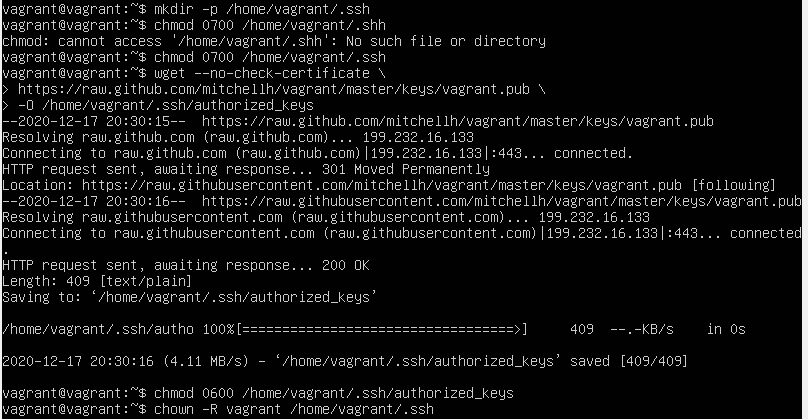 vagrant@vagrant:~$ mkdir -p /home/vagrant/.ssh
vagrant@vagrant:~$ chmod 0700 /home/vagrant/.shh
chmod: cannot access '/home/vagrant/.shh': No such file or directory
vagrant@vagrant:~$ chmod 0700 /home/vagrant/.ssh
vagrant@vagrant:~$ wget --no-check-certificate \
> https://raw.github.com/mitchellh/vagrant/master/keys/vagrant.pub \
> -O /home/vagrant/.ssh/authorized_keys
--2020-12-17 20:30:15--  https://raw.github.com/mitchellh/vagrant/master/keys/vagrant.pub
Resolving raw.github.com (raw.github.com)... 199.232.16.133
Connecting to raw.github.com (raw.github.com)|199.232.16.133|:443... connected.
HTTP request sent, awaiting response... 301 Moved Permanently
Location: https://raw.githubusercontent.com/mitchellh/vagrant/master/keys/vagrant.pub [following]
--2020-12-17 20:30:16--  https://raw.githubusercontent.com/mitchellh/vagrant/master/keys/vagrant.pub
Resolving raw.githubusercontent.com (raw.githubusercontent.com)... 199.232.16.133
Connecting to raw.githubusercontent.com (raw.githubusercontent.com)|199.232.16.133|:443... connected
.
HTTP request sent, awaiting response... 200 OK
Length: 409 [text/plain]
Saving to: ‘/home/vagrant/.ssh/authorized_keys’
/home/vagrant/.ssh/autho 100%[===================================>]     409  --.-KB/s    in 0s
2020-12-17 20:30:16 (4.11 MB/s) - ‘/home/vagrant/.ssh/authorized_keys’ saved [409/409]
vagrant@vagrant:~$ chmod 0600 /home/vagrant/.ssh/authorized_keys
vagrant@vagrant:~$ chown -R vagrant /home/vagrant/.ssh